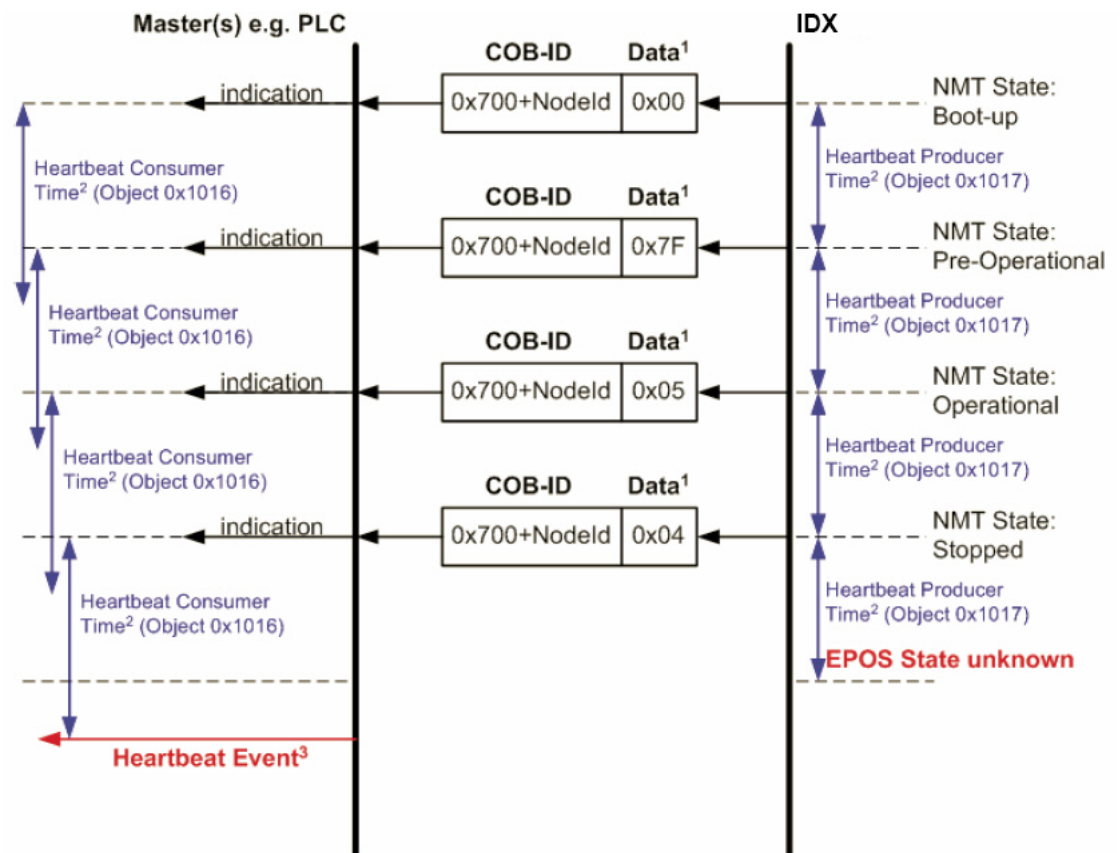 Master(s) e.g. PLC
IDX
COB-ID Data¹
indication
0x700+NodeId 0x00
NMT State:
Boot-up
Heartbeat Consumer
Time² (Object 0x1016)
Heartbeat Producer
Time² (Object 0x1017)
COB-ID Data¹
indication
0x700+NodeId 0x7F
NMT State:
Pre-Operational
Heartbeat Consumer
Time² (Object 0x1016)
Heartbeat Producer
Time² (Object 0x1017)
COB-ID Data¹
indication
0x700+NodeId 0x05
NMT State:
Operational
Heartbeat Consumer
Time² (Object 0x1016)
Heartbeat Producer
Time² (Object 0x1017)
COB-ID Data¹
indication
0x700+NodeId 0x04
NMT State:
Stopped
Heartbeat Consumer
Time² (Object 0x1016)
Heartbeat Producer
Time² (Object 0x1017)
EPOS State unknown
Heartbeat Event³